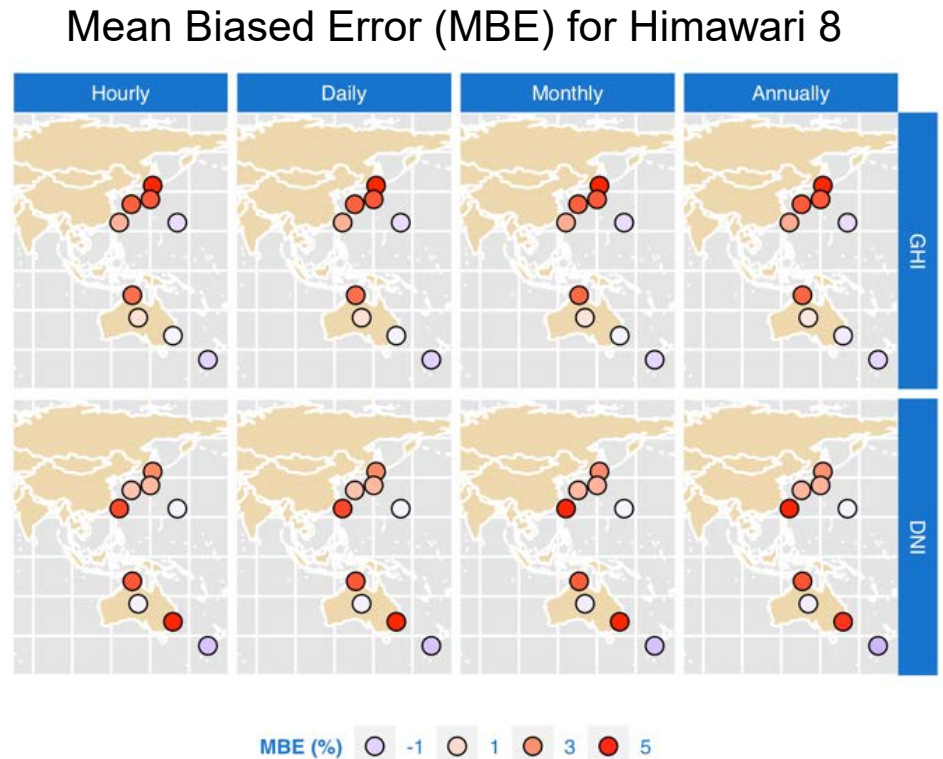 Mean Biased Error (MBE) for Himawari 8
Hourly
Daily
Monthly
Annually
GHI
DNI
MBE (%) -1 1 3 5